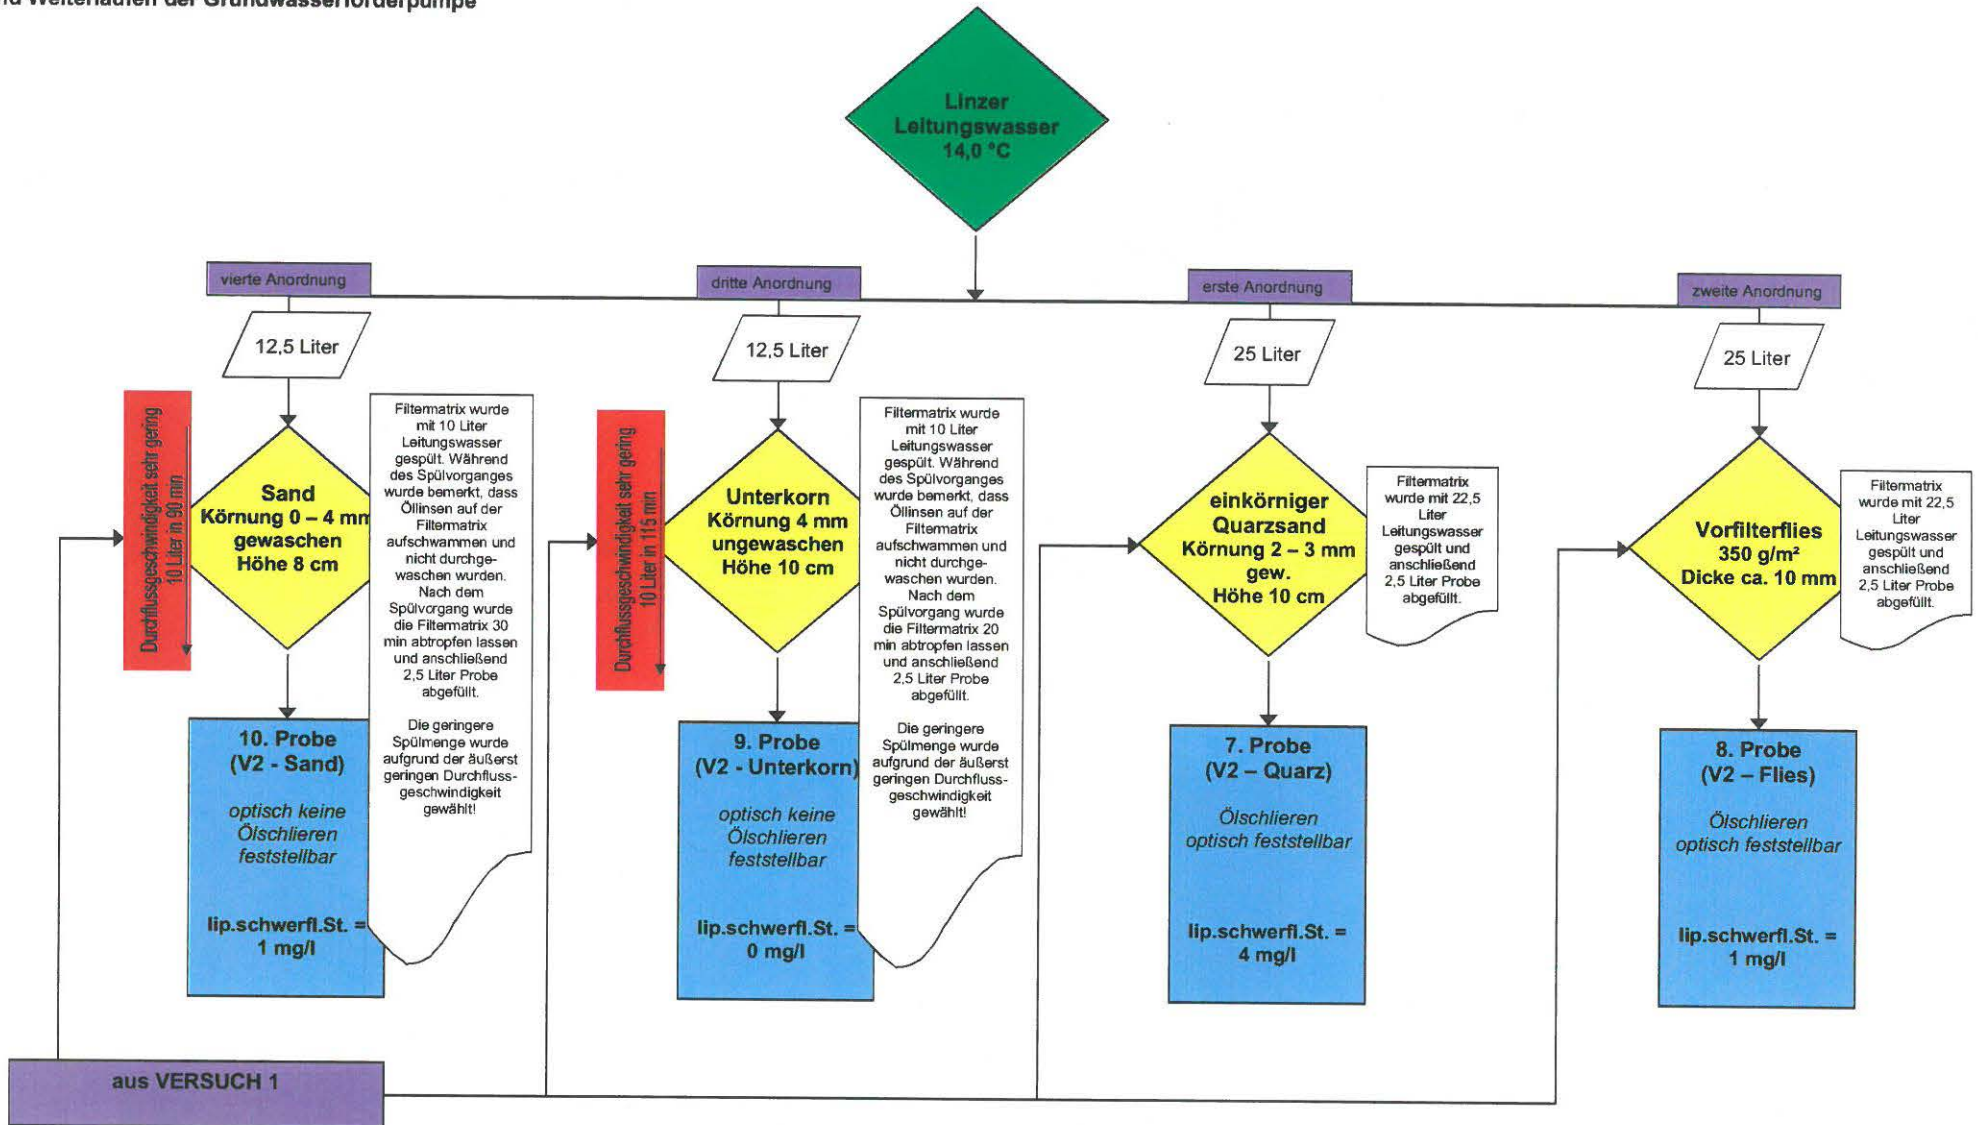 Weiterlaufen der Grundwasserförderpumpe
Linzer
Leitungswasser
14,0 °C
vierte Anordnung
dritte Anordnung
erste Anordnung
zweite Anordnung
12,5 Liter
12,5 Liter
25 Liter
25 Liter
Durchflussgeschwindigkeit sehr gering
10 Liter in 90 min
Sand
Körnung 0 – 4 mm
gewaschen
Höhe 8 cm
Filtermatrix wurde
mit 10 Liter
Leitungswasser
gespült. Während
des Spülvorganges
wurde bemerkt, dass
Öllinsen auf der
Filtermatrix
aufschwammen und
nicht durchge-
waschen wurden.
Nach dem
Spülvorgang wurde
die Filtermatrix 30
min abtropfen lassen
und anschließend
2,5 Liter Probe
abgefüllt.
Die geringere
Spülmenge wurde
aufgrund der äußerst
geringen Durchfluss-
geschwindigkeit
gewählt!
Durchflussgeschwindigkeit sehr gering
10 Liter in 115 min
Unterkorn
Körnung 4 mm
ungewaschen
Höhe 10 cm
Filtermatrix wurde
mit 10 Liter
Leitungswasser
gespült. Während
des Spülvorganges
wurde bemerkt, dass
Öllinsen auf der
Filtermatrix
aufschwammen und
nicht durchge-
waschen wurden.
Nach dem
Spülvorgang wurde
die Filtermatrix 20
min abtropfen lassen
und anschließend
2,5 Liter Probe
abgefüllt.
Die geringere
Spülmenge wurde
aufgrund der äußerst
geringen Durchfluss-
geschwindigkeit
gewählt!
einkörniger
Quarzsand
Körnung 2 – 3 mm
gew.
Höhe 10 cm
Filtermatrix
wurde mit 22,5
Liter
Leitungswasser
gespült und
anschließend
2,5 Liter Probe
abgefüllt.
Vorfilterflies
350 g/m²
Dicke ca. 10 mm
Filtermatrix
wurde mit 22,5
Liter
Leitungswasser
gespült und
anschließend
2,5 Liter Probe
abgefüllt.
10. Probe
(V2 - Sand)
optisch keine
Ölschlieren
feststellbar
lip.schwerfl.St. =
1 mg/l
9. Probe
(V2 - Unterkorn)
optisch keine
Ölschlieren
feststellbar
lip.schwerfl.St. =
0 mg/l
7. Probe
(V2 – Quarz)
Ölschlieren
optisch feststellbar
lip.schwerfl.St. =
4 mg/l
8. Probe
(V2 – Flies)
Ölschlieren
optisch feststellbar
lip.schwerfl.St. =
1 mg/l
aus VERSUCH 1